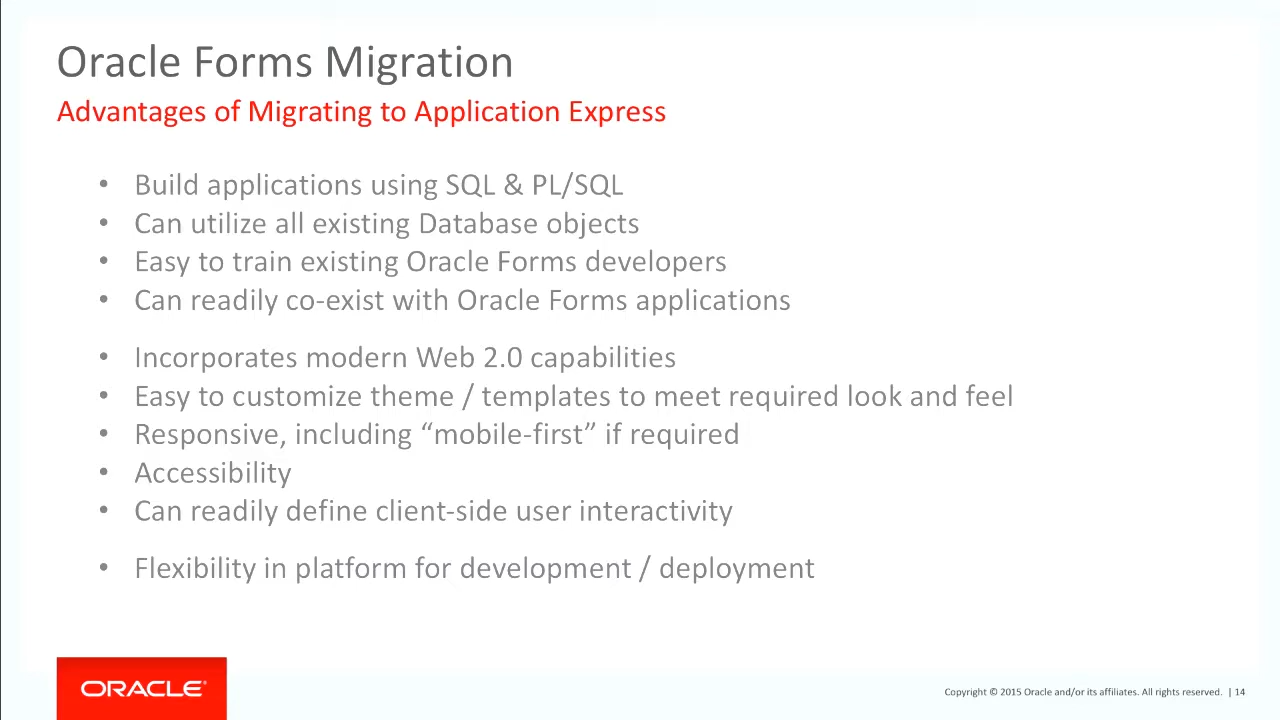 Oracle Forms Migration
Advantages of Migrating to Application Express
• Build applications using SQL & PL/SQL
• Can utilize all existing Database objects
• Easy to train existing Oracle Forms developers
• Can readily co-exist with Oracle Forms applications
• Incorporates modern Web 2.0 capabilities
• Easy to customize theme / templates to meet required look and feel
• Responsive, including “mobile-first” if required
• Accessibility
• Can readily define client-side user interactivity
• Flexibility in platform for development / deployment
ORACLE®
Copyright © 2015 Oracle and/or its affiliates. All rights reserved. | 14